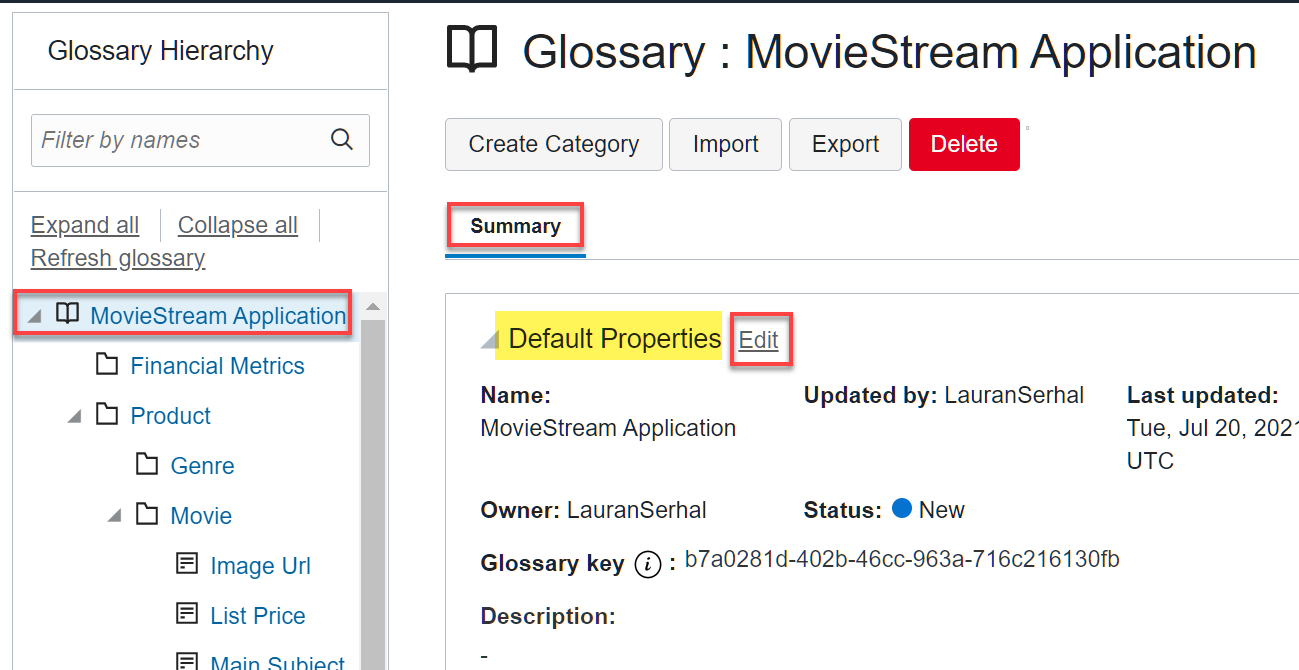 Glossary Hierarchy
Filter by names
Expand all
Collapse all
Refresh glossary
MovieStream Application
Financial Metrics
Product
Genre
Movie
Image Url
List Price
Main Subject
Glossary : MovieStream Application
Create Category
Import
Export
Delete
Summary
Default Properties Edit
Name:
MovieStream Application
Updated by: LauranSerhal
Last updated:
Tue, Jul 20, 2021
UTC
Owner: LauranSerhal
Status: New
Glossary key i : b7a0281d-402b-46cc-963a-716c216130fb
Description:
-